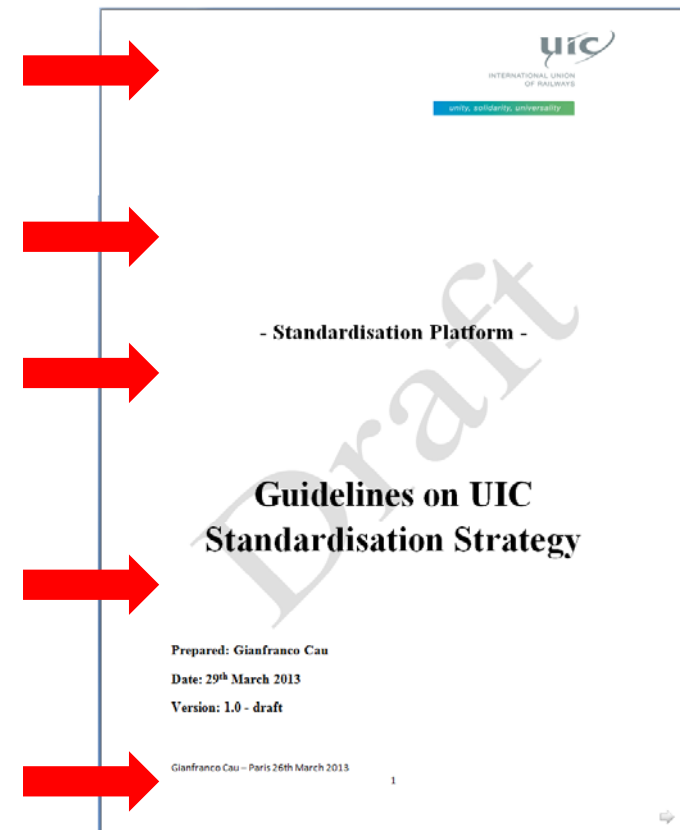 uic
INTERNATIONAL UNION
OF RAILWAYS
unity, solidarity, universality
- Standardisation Platform -
Draft
Guidelines on UIC
Standardisation Strategy
Prepared: Gianfranco Cau
Date: 29th March 2013
Version: 1.0 - draft
Gianfranco Cau – Paris 26th March 2013
1